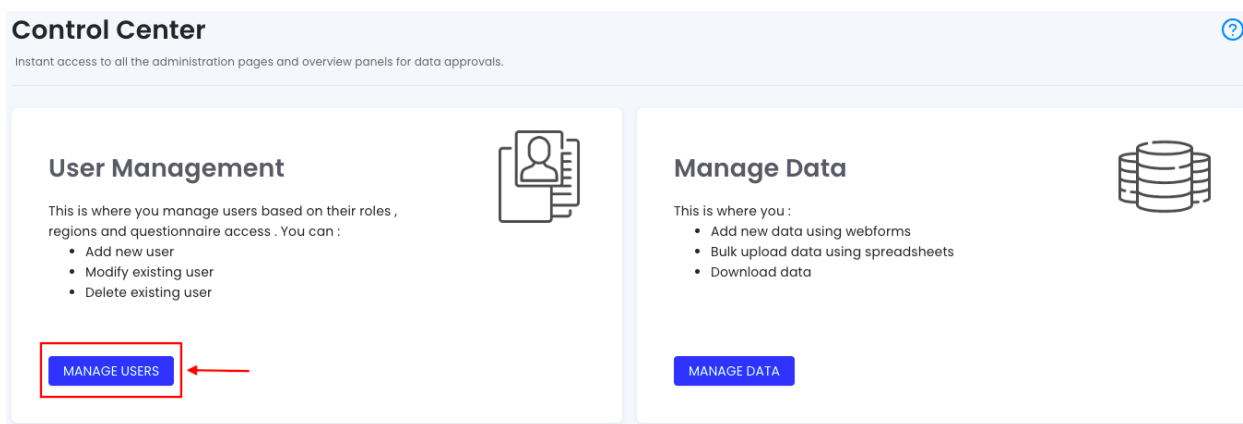 Control Center
?
Instant access to all the administration pages and overview panels for data approvals.
User Management
This is where you manage users based on their roles ,
regions and questionnaire access . You can :
• Add new user
• Modify existing user
• Delete existing user
MANAGE USERS
Manage Data
This is where you :
• Add new data using webforms
• Bulk upload data using spreadsheets
• Download data
MANAGE DATA